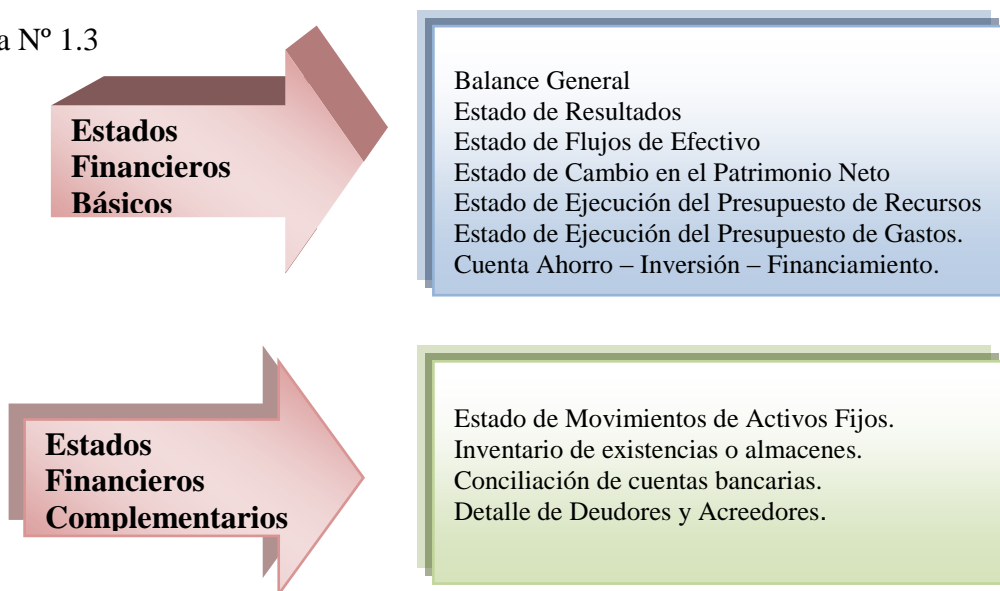 a Nº 1.3
Estados
Financieros
Básicos
Balance General
Estado de Resultados
Estado de Flujos de Efectivo
Estado de Cambio en el Patrimonio Neto
Estado de Ejecución del Presupuesto de Recursos
Estado de Ejecución del Presupuesto de Gastos.
Cuenta Ahorro – Inversión – Financiamiento.
Estados
Financieros
Complementarios
Estado de Movimientos de Activos Fijos.
Inventario de existencias o almacenes.
Conciliación de cuentas bancarias.
Detalle de Deudores y Acreedores.